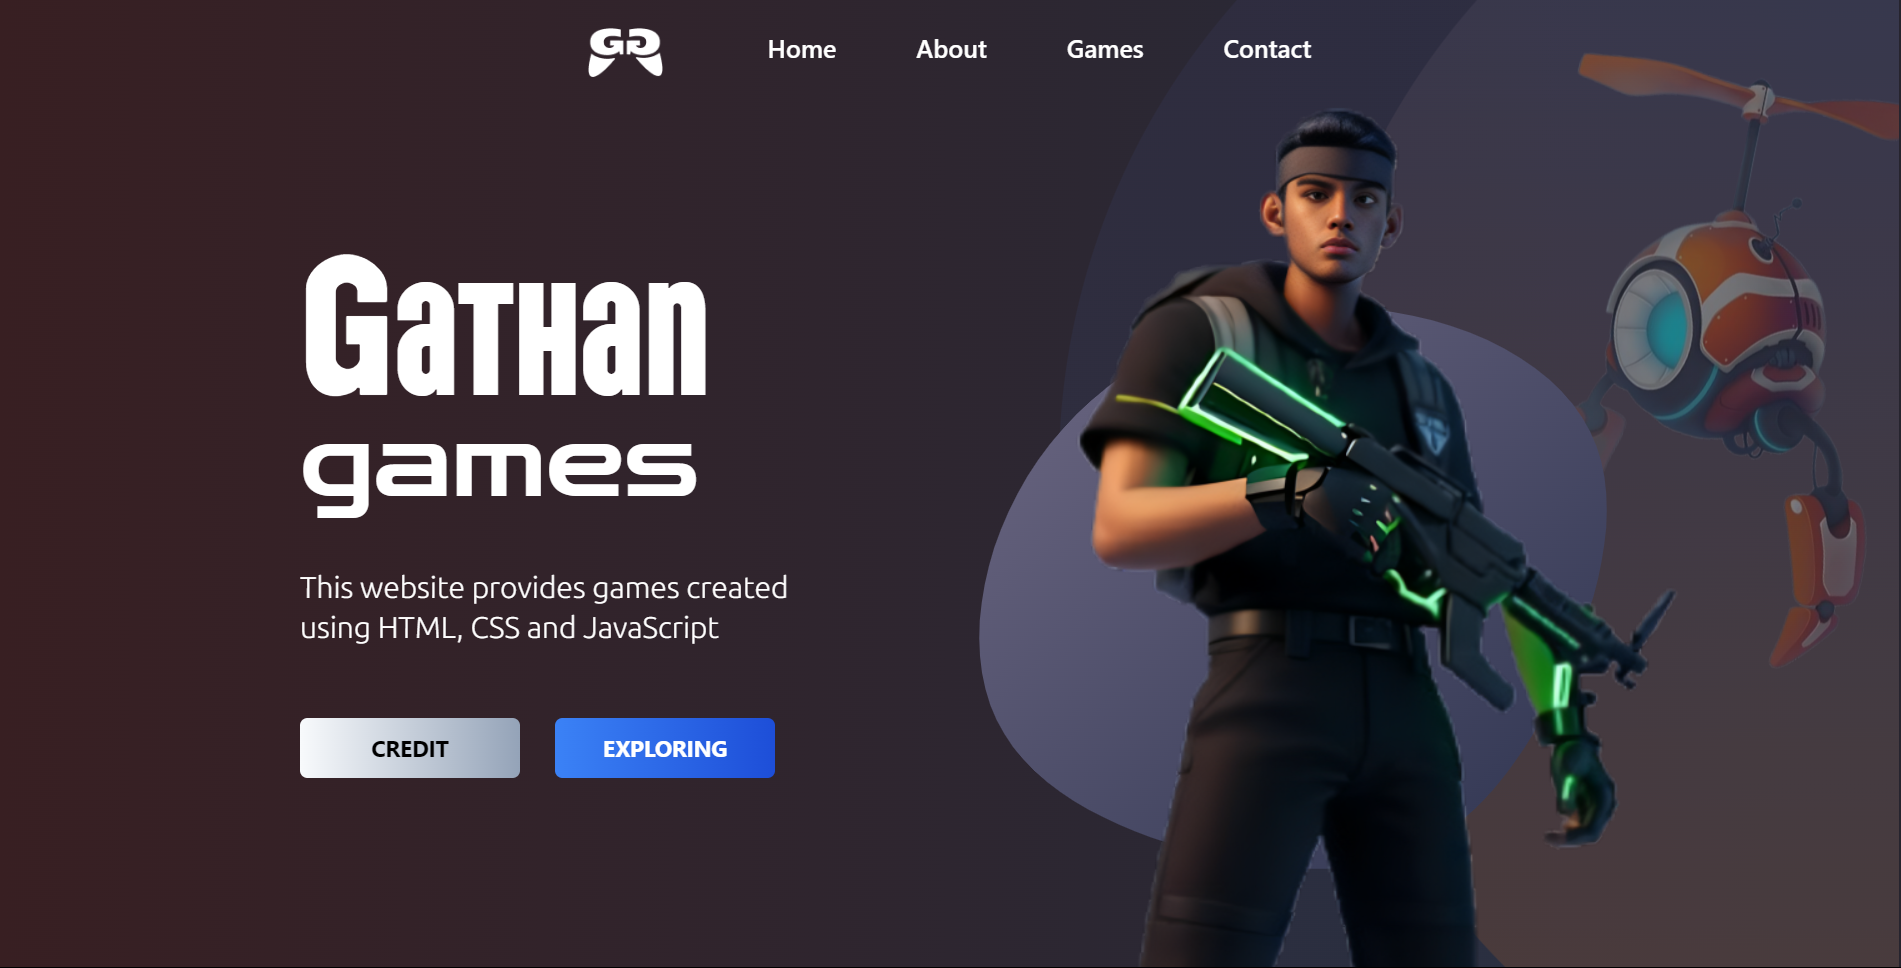 GG
Home
About
Games
Contact
Gathan
games
This website provides games created
using HTML, CSS and JavaScript
CREDIT
EXPLORING